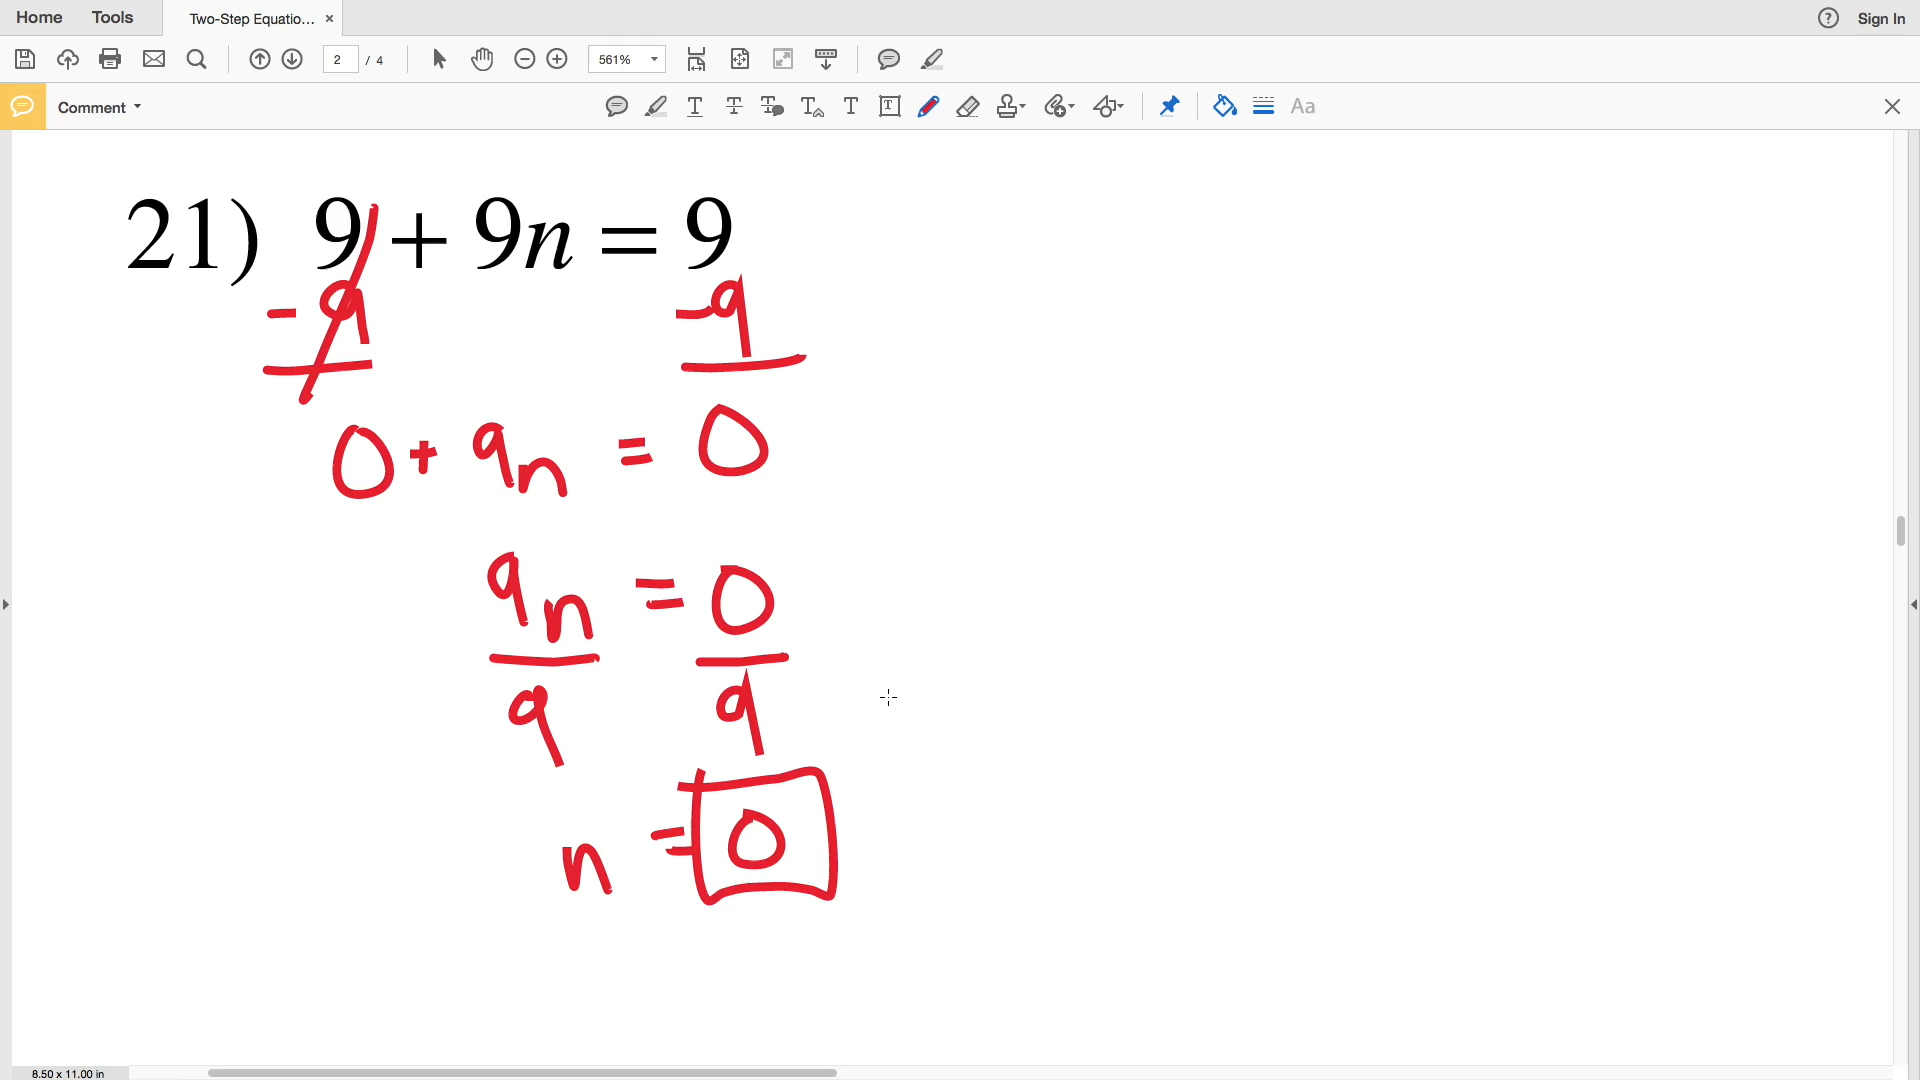 Home Tools Two-Step Equatio... × ? Sign In
2 / 4 561%
Comment T T T T T T Aa
21) 9 + 9n = 9
- 9 - 9
0 + 9n = 0
9n = 0
9 9
n = 0
8.50 x 11.00 in